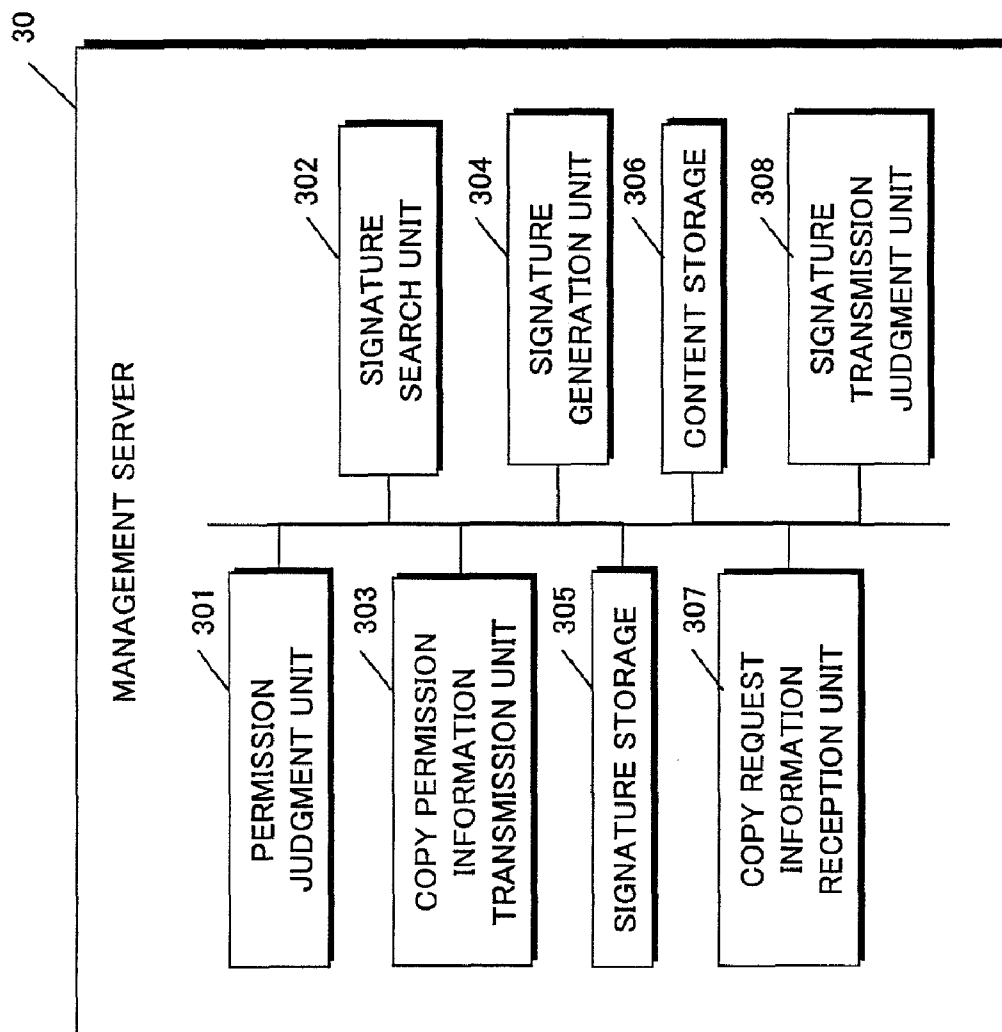 30
MANAGEMENT SERVER
301
PERMISSION
JUDGMENT UNIT
302
SIGNATURE
SEARCH UNIT
303
COPY PERMISSION
INFORMATION
TRANSMISSION UNIT
304
SIGNATURE
GENERATION UNIT
305
SIGNATURE STORAGE
306
CONTENT STORAGE
307
COPY REQUEST
INFORMATION
RECEPTION UNIT
308
SIGNATURE
TRANSMISSION
JUDGMENT UNIT